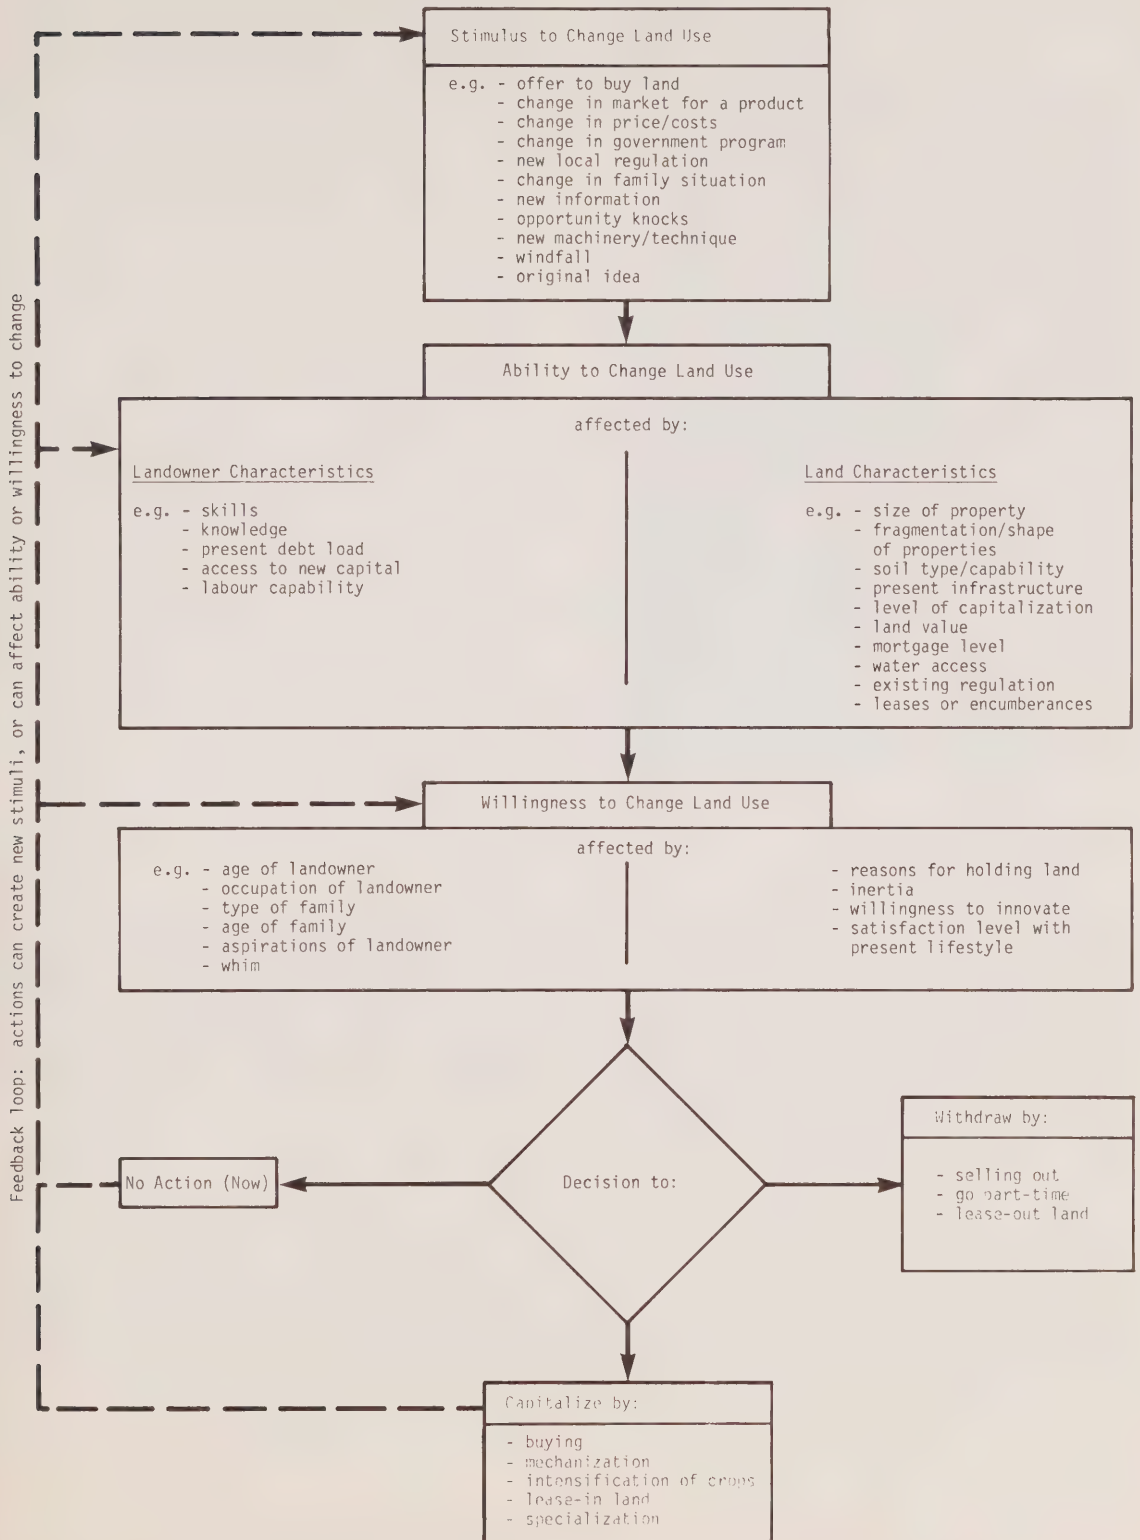 Stimulus to Change Land Use
e.g. - offer to buy land
- change in market for a product
- change in price/costs
- change in government program
- new local regulation
- change in family situation
- new information
- opportunity knocks
- new machinery/technique
- windfall
- original idea
Ability to Change Land Use
affected by:
Landowner Characteristics
e.g. - skills
- knowledge
- present debt load
- access to new capital
- labour capability
Land Characteristics
e.g. - size of property
- fragmentation/shape
of properties
- soil type/capability
- present infrastructure
- level of capitalization
- land value
- mortgage level
- water access
- existing regulation
- leases or encumberances
Willingness to Change Land Use
affected by:
e.g. - age of landowner
- occupation of landowner
- type of family
- age of family
- aspirations of landowner
- whim
- reasons for holding land
- inertia
- willingness to innovate
- satisfaction level with
present lifestyle
Decision to:
No Action (Now)
Withdraw by:
- selling out
- go part-time
- lease-out land
Capitalize by:
- buying
- mechanization
- intensification of crops
- lease-in land
- specialization
Feedback loop: actions can create new stimuli, or can affect ability or willingness to change